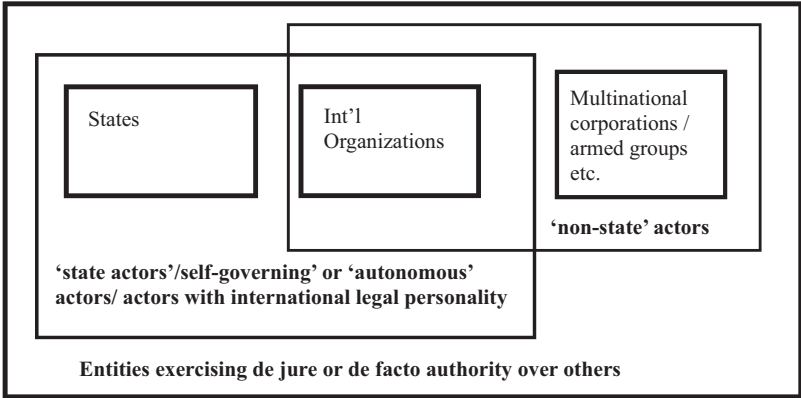 States
Int'l
Organizations
Multinational
corporations /
armed groups
etc.
‘non-state’ actors
‘state actors’/self-governing’ or ‘autonomous’
actors/ actors with international legal personality
Entities exercising de jure or de facto authority over others